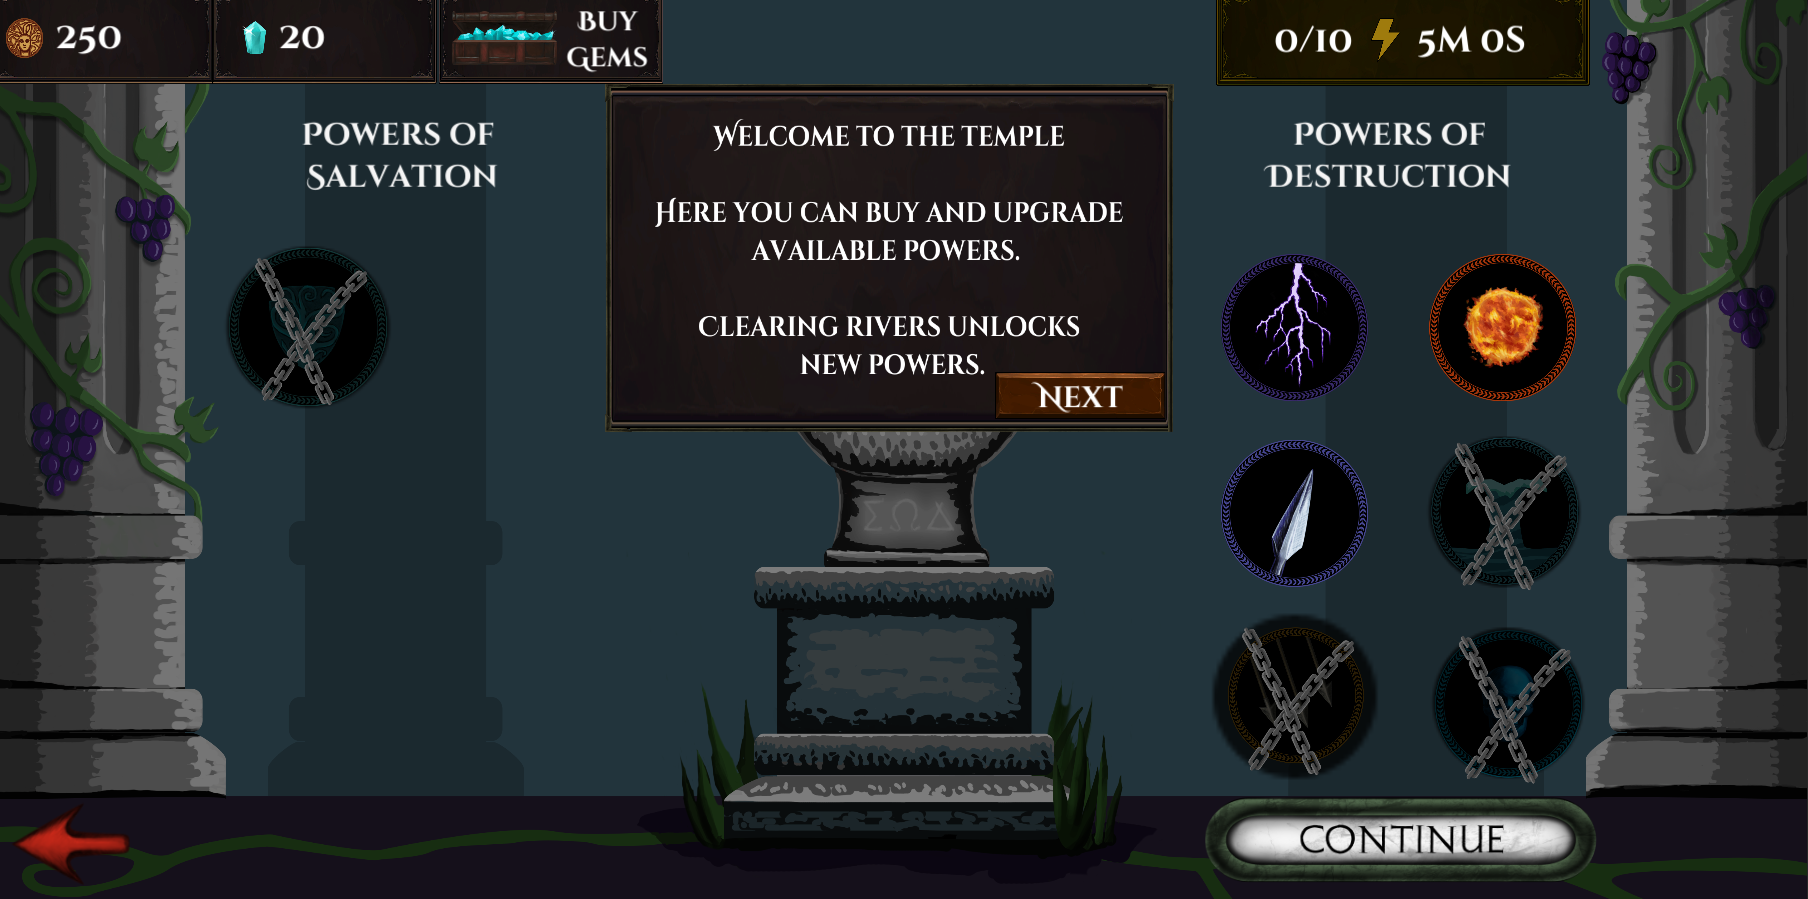 250
20
BUY
GEMS
0/10
5M 0S
POWERS OF
SALVATION
WELCOME TO THE TEMPLE
HERE YOU CAN BUY AND UPGRADE
AVAILABLE POWERS.
CLEARING RIVERS UNLOCKS
NEW POWERS.
NEXT
POWERS OF
DESTRUCTION
ΣΩΔ
CONTINUE